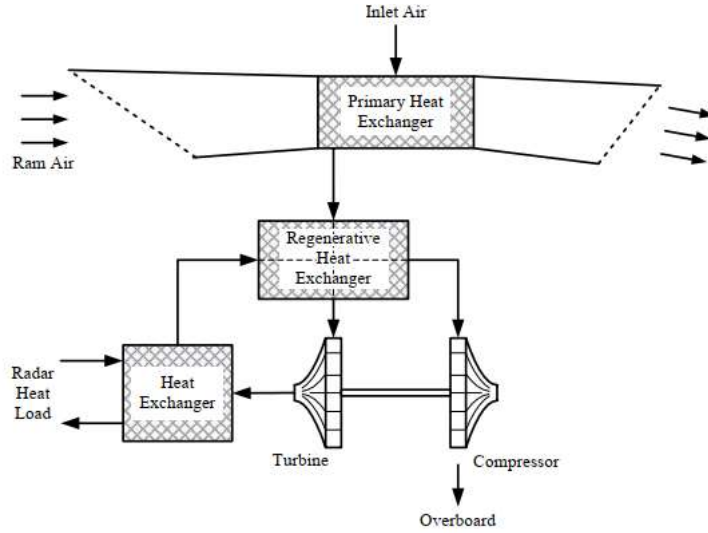 Inlet Air
Primary Heat
Exchanger
Ram Air
Regenerative
Heat
Exchanger
Radar
Heat
Load
Heat
Exchanger
Turbine
Compressor
Overboard